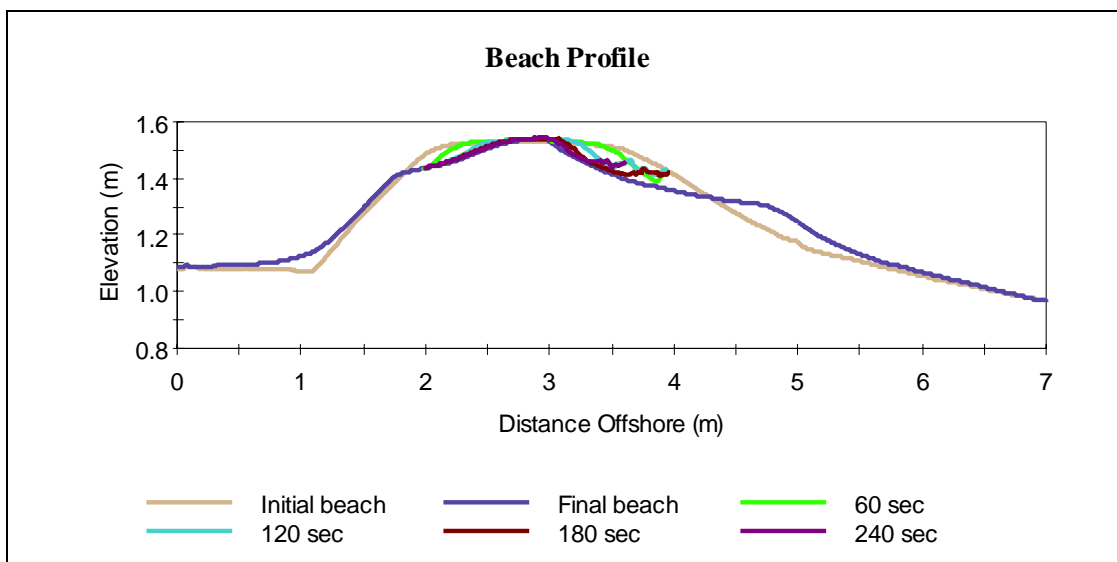 Beach Profile
1.6
1.4
1.2
1.0
0.8
Elevation (m)
0 1 2 3 4 5 6 7
Distance Offshore (m)
Initial beach Final beach 60 sec
120 sec 180 sec 240 sec